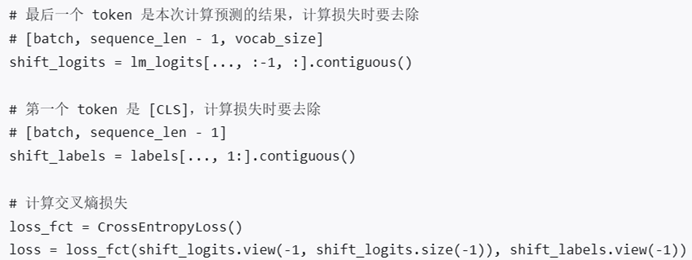 # 最后一个 token 是本次计算预测的结果，计算损失时要去除
# [batch, sequence_len - 1, vocab_size]
shift_logits = lm_logits[..., :-1, :].contiguous()
# 第一个 token 是 [CLS]，计算损失时要去除
# [batch, sequence_len - 1]
shift_labels = labels[..., 1:].contiguous()
# 计算交叉熵损失
loss_fct = CrossEntropyLoss()
loss = loss_fct(shift_logits.view(-1, shift_logits.size(-1)), shift_labels.view(-1))